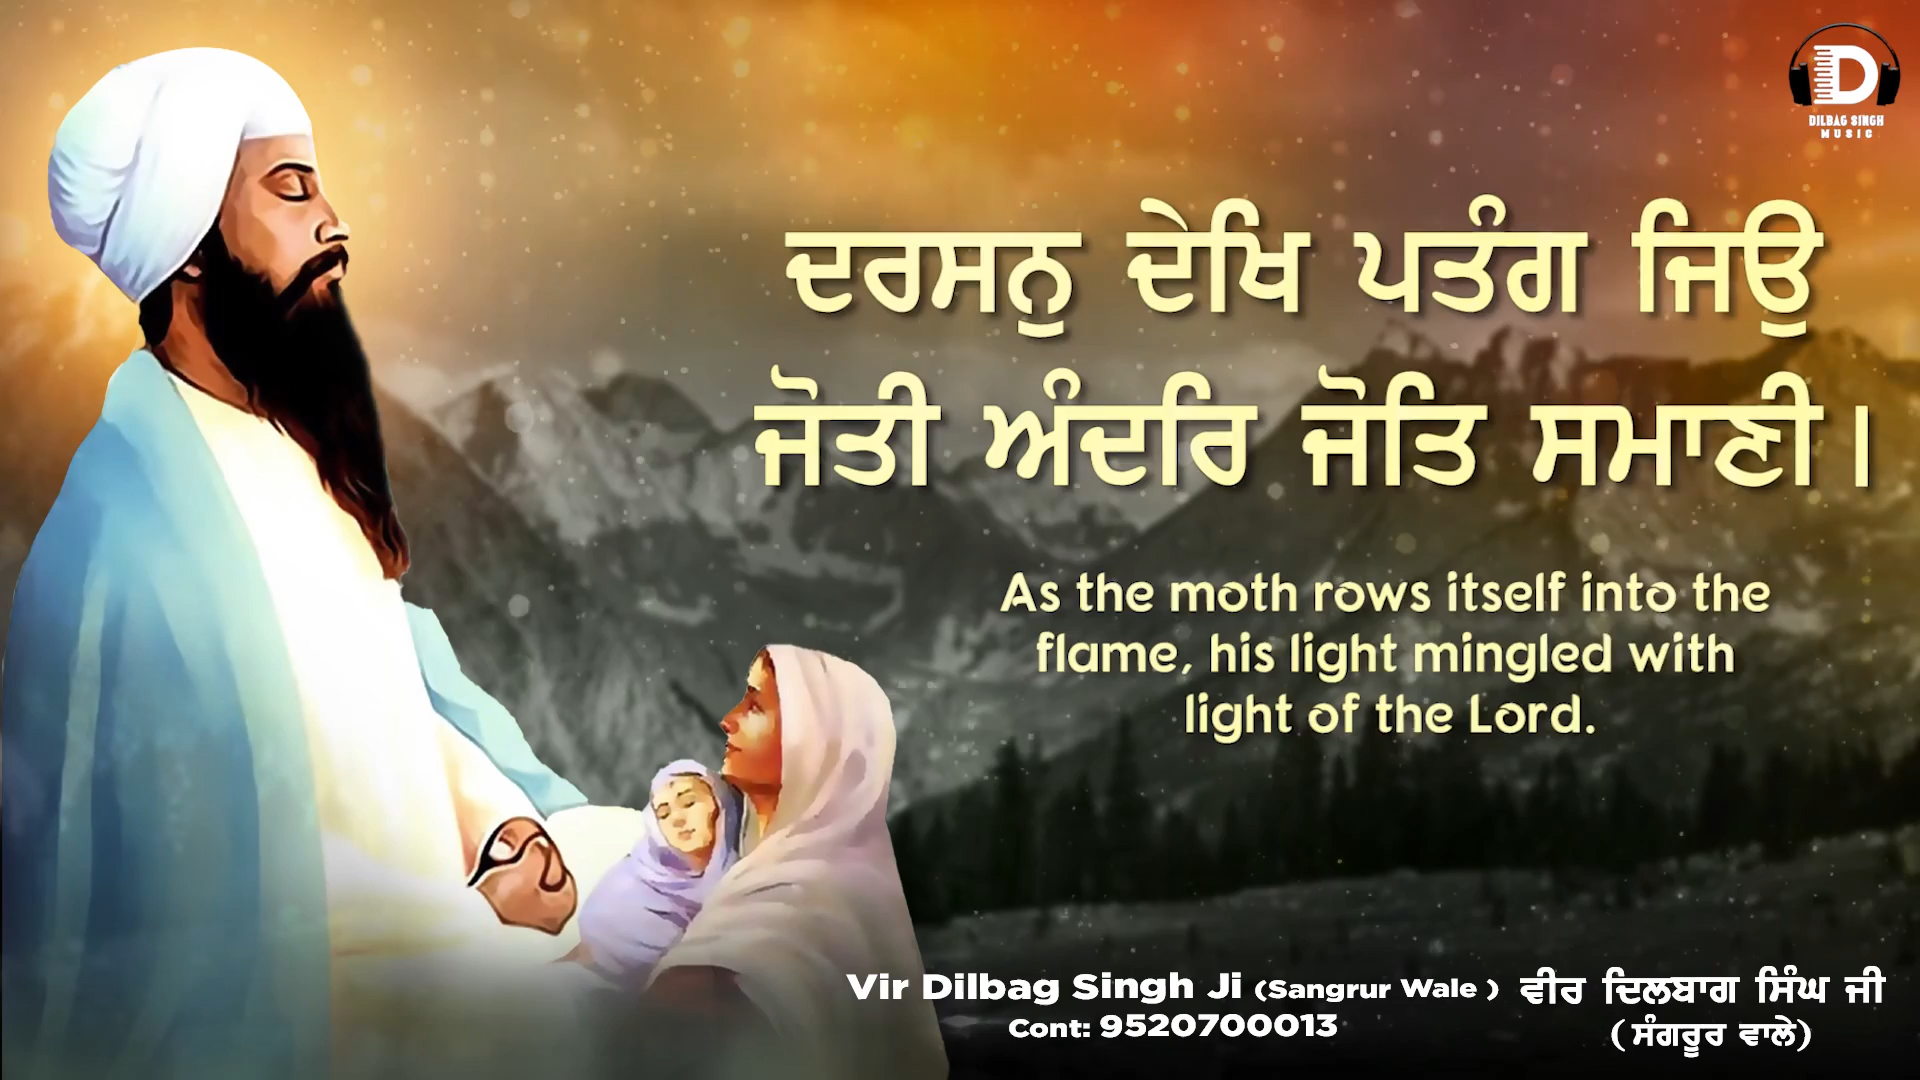 DILBAG SINGH
MUSIC
ਦਰਸਨੁ ਦੇਖਿ ਪਤੰਗ ਜਿਉ
ਜੋਤੀ ਅੰਦਰਿ ਜੋਤਿ ਸਮਾਣੀ।
As the moth rows itself into the
flame, his light mingled with
light of the Lord.
Vir Dilbag Singh Ji (Sangrur Wale ) ਵੀਰ ਦਿਲਬਾਗ ਸਿੰਘ ਜੀ
Cont: 9520700013
(ਸੰਗਰੂਰ ਵਾਲੇ)